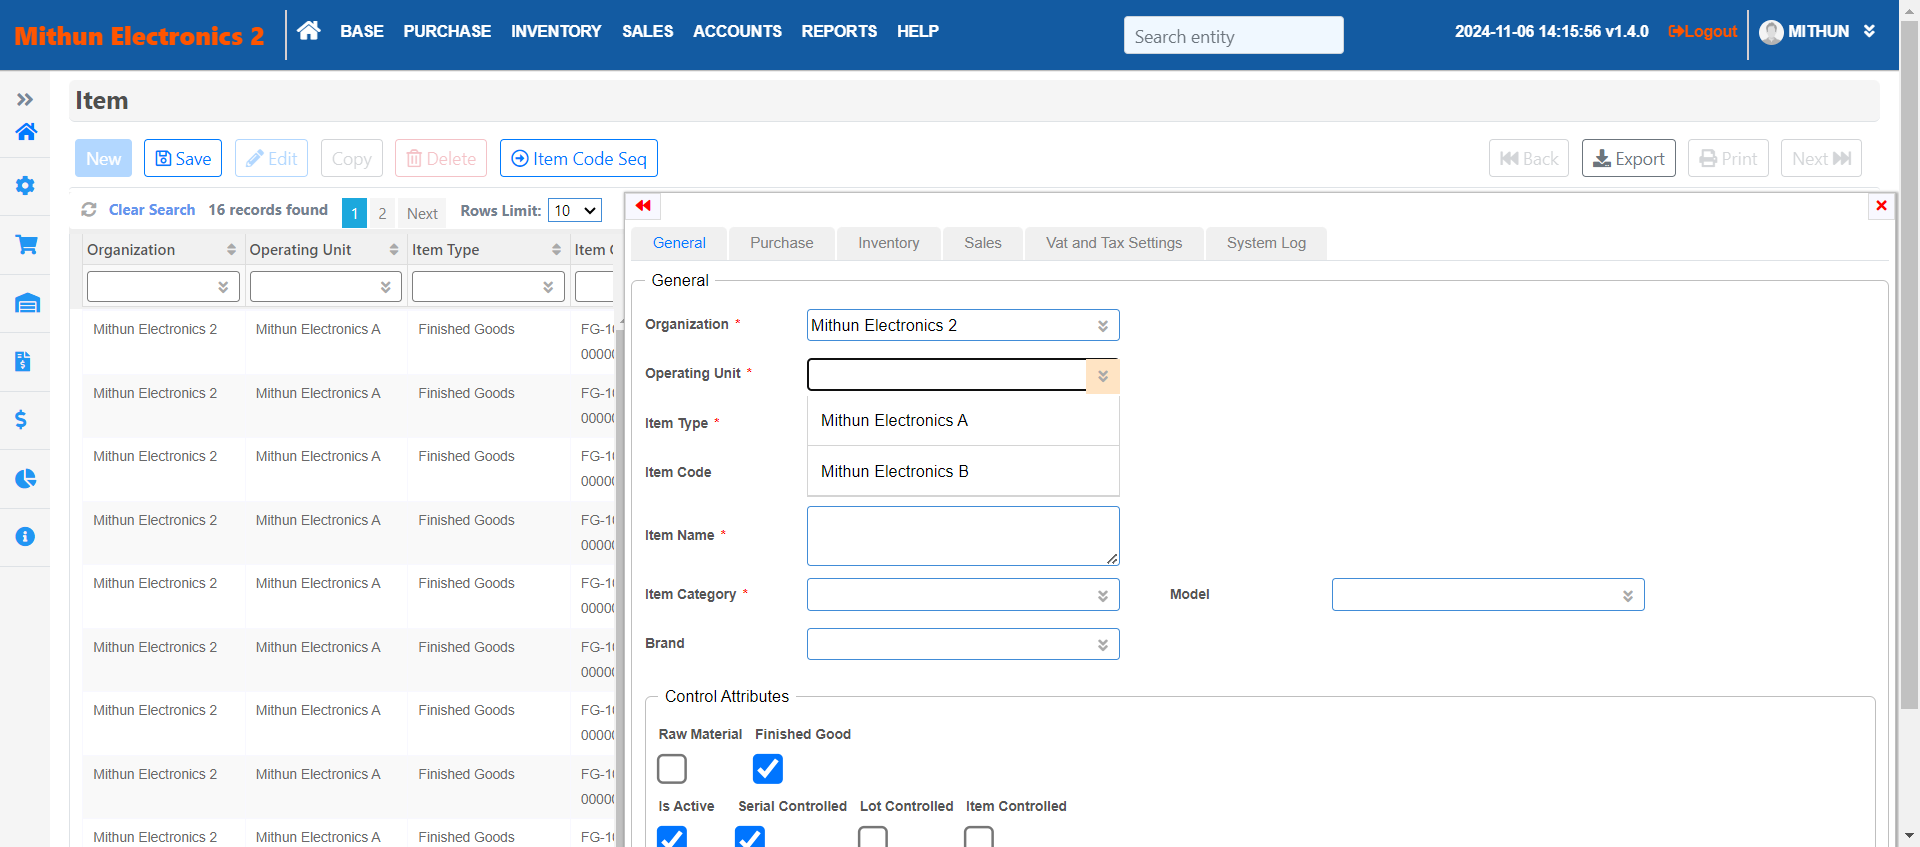 Mithun Electronics 2
BASE PURCHASE INVENTORY SALES ACCOUNTS REPORTS HELP
Search entity
2024-11-06 14:15:56 v1.4.0 Logout MITHUN
Item
New Save Edit Copy Delete Item Code Seq Back Export Print Next
Clear Search 16 records found 1 2 Next Rows Limit: 10
Organization Operating Unit Item Type Item
Mithun Electronics 2 Mithun Electronics A Finished Goods FG-10
0000
Mithun Electronics 2 Mithun Electronics A Finished Goods FG-10
0000
Mithun Electronics 2 Mithun Electronics A Finished Goods FG-10
0000
Mithun Electronics 2 Mithun Electronics A Finished Goods FG-10
0000
Mithun Electronics 2 Mithun Electronics A Finished Goods FG-10
0000
Mithun Electronics 2 Mithun Electronics A Finished Goods FG-10
0000
Mithun Electronics 2 Mithun Electronics A Finished Goods FG-10
0000
Mithun Electronics 2 Mithun Electronics A Finished Goods FG-10
0000
Mithun Electronics 2 Mithun Electronics A Finished Goods FG-10
General Purchase Inventory Sales Vat and Tax Settings System Log
General
Organization * Mithun Electronics 2
Operating Unit *
Item Type * Mithun Electronics A
Item Code Mithun Electronics B
Item Name *
Item Category * Model
Brand
Control Attributes
Raw Material Finished Good
Is Active Serial Controlled Lot Controlled Item Controlled